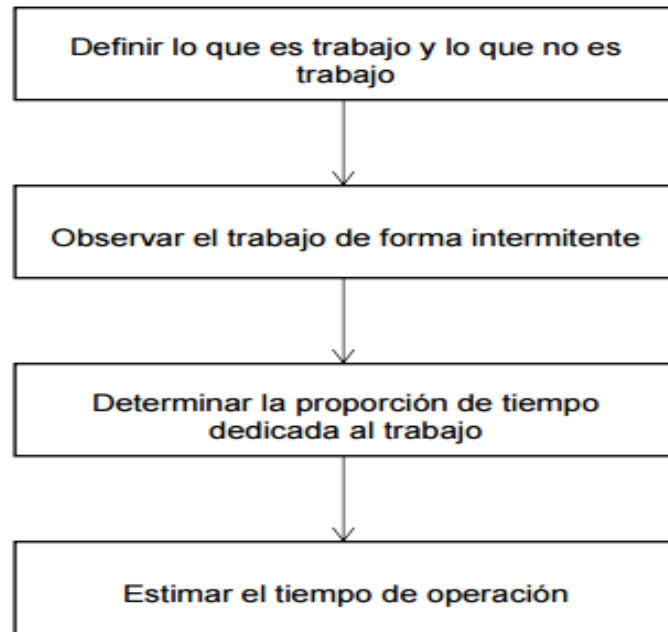 Definir lo que es trabajo y lo que no es
trabajo
Observar el trabajo de forma intermitente
Determinar la proporción de tiempo
dedicada al trabajo
Estimar el tiempo de operación